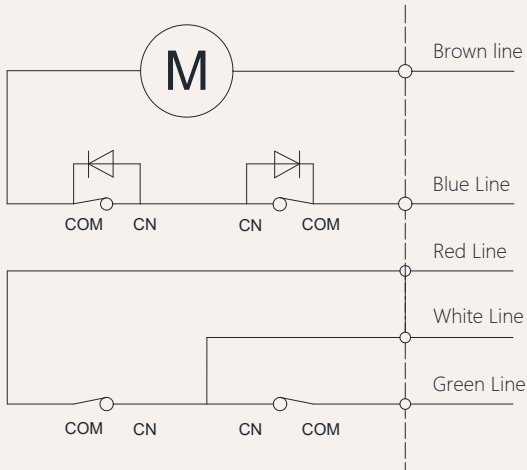 M
Brown line
Blue Line
COM CN CN COM
Red Line
White Line
Green Line
COM CN CN COM